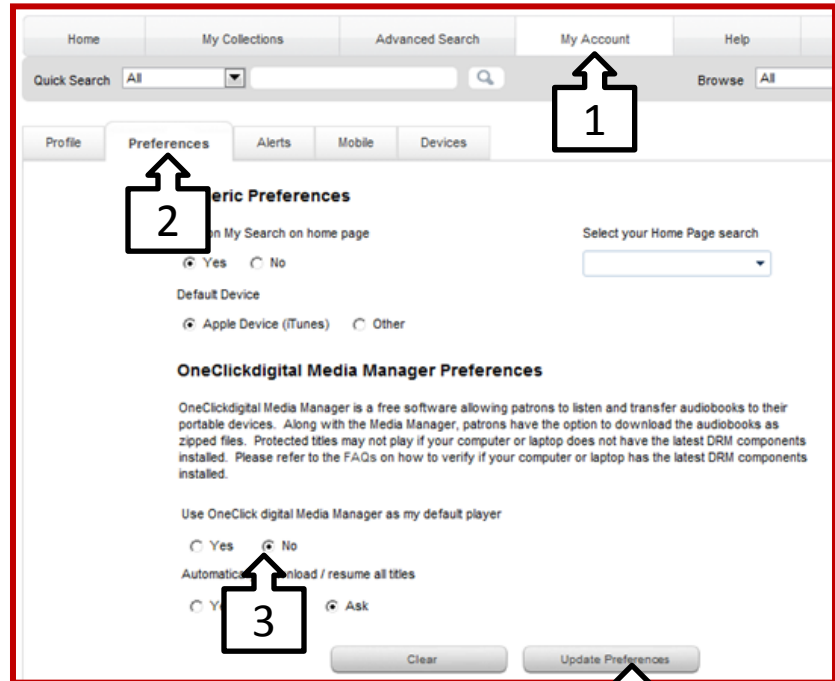 Home My Collections Advanced Search My Account Help
Quick Search All Browse All
1
Profile Preferences Alerts Mobile Devices
2
eric Preferences
on My Search on home page Select your Home Page search
Yes No
Default Device
Apple Device (iTunes) Other
OneClickdigital Media Manager Preferences
OneClickdigital Media Manager is a free software allowing patrons to listen and transfer audiobooks to their
portable devices. Along with the Media Manager, patrons have the option to download the audiobooks as
zipped files. Protected titles may not play if your computer or laptop does not have the latest DRM components
installed. Please refer to the FAQs on how to verify if your computer or laptop has the latest DRM components
installed.
Use OneClick digital Media Manager as my default player
Yes No
Automatica nload / resume all titles
3
Y Ask
Clear Update Preferences